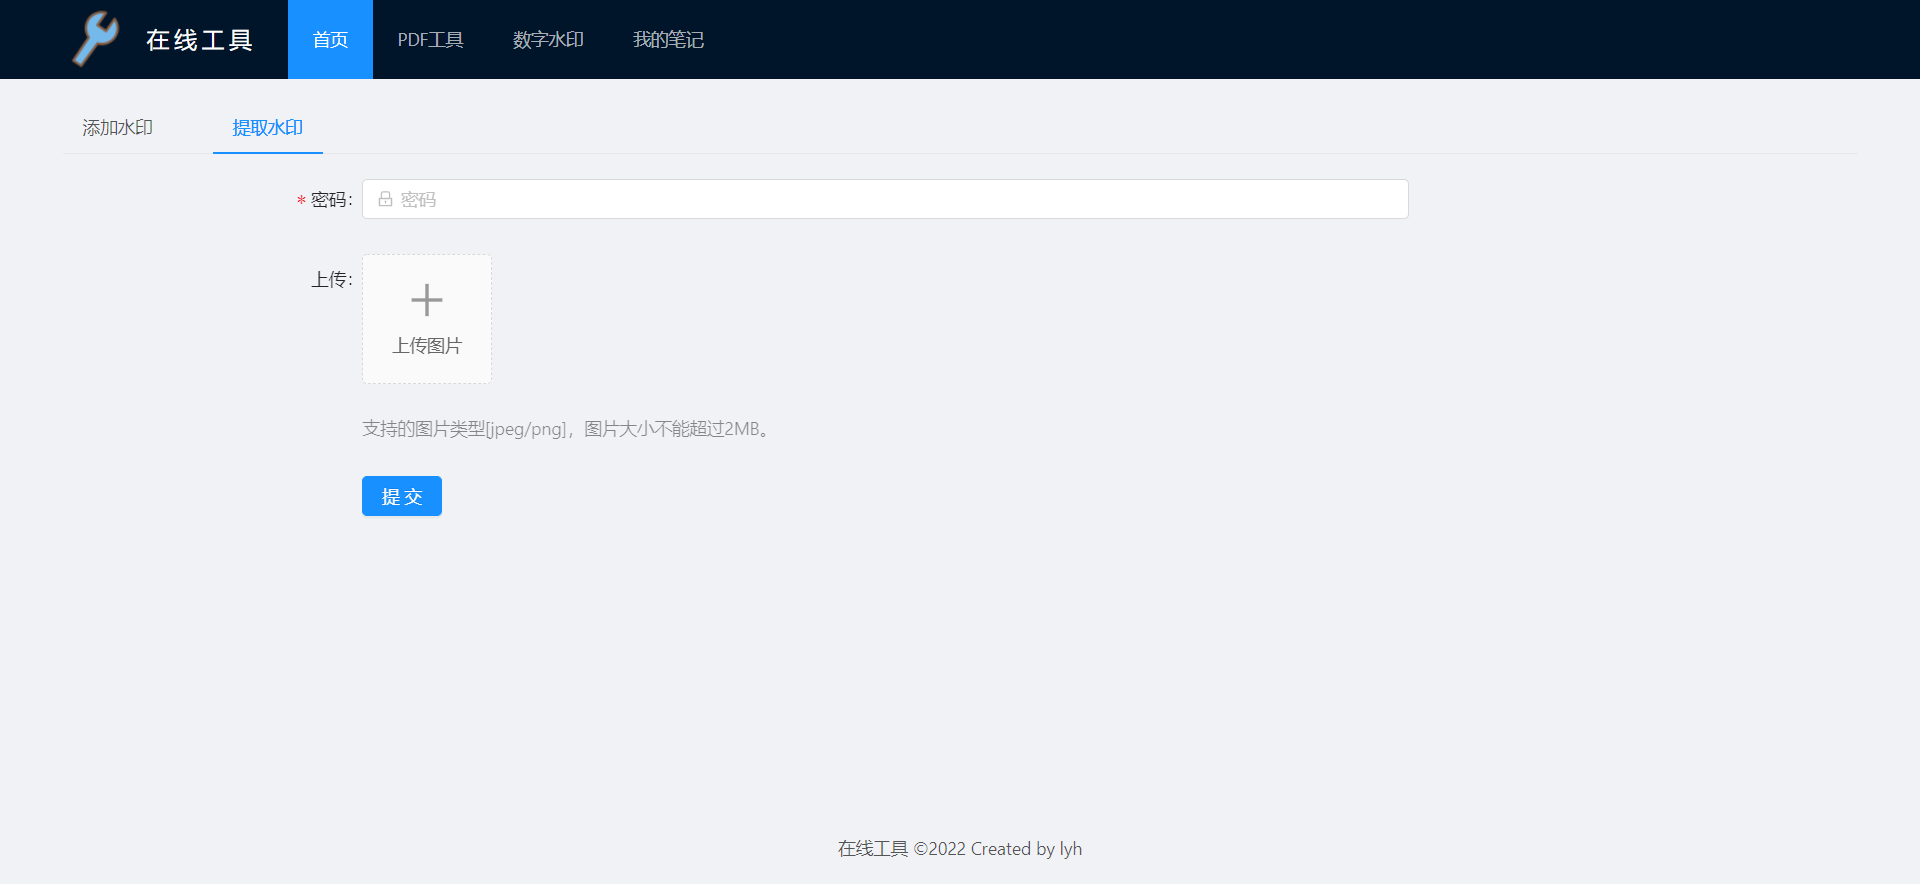 在线工具 首页 PDF工具 数字水印 我的笔记
添加水印 提取水印
* 密码: 密码
上传:
上传图片
支持的图片类型[jpeg/png]，图片大小不能超过2MB。
提 交
在线工具 ©2022 Created by lyh